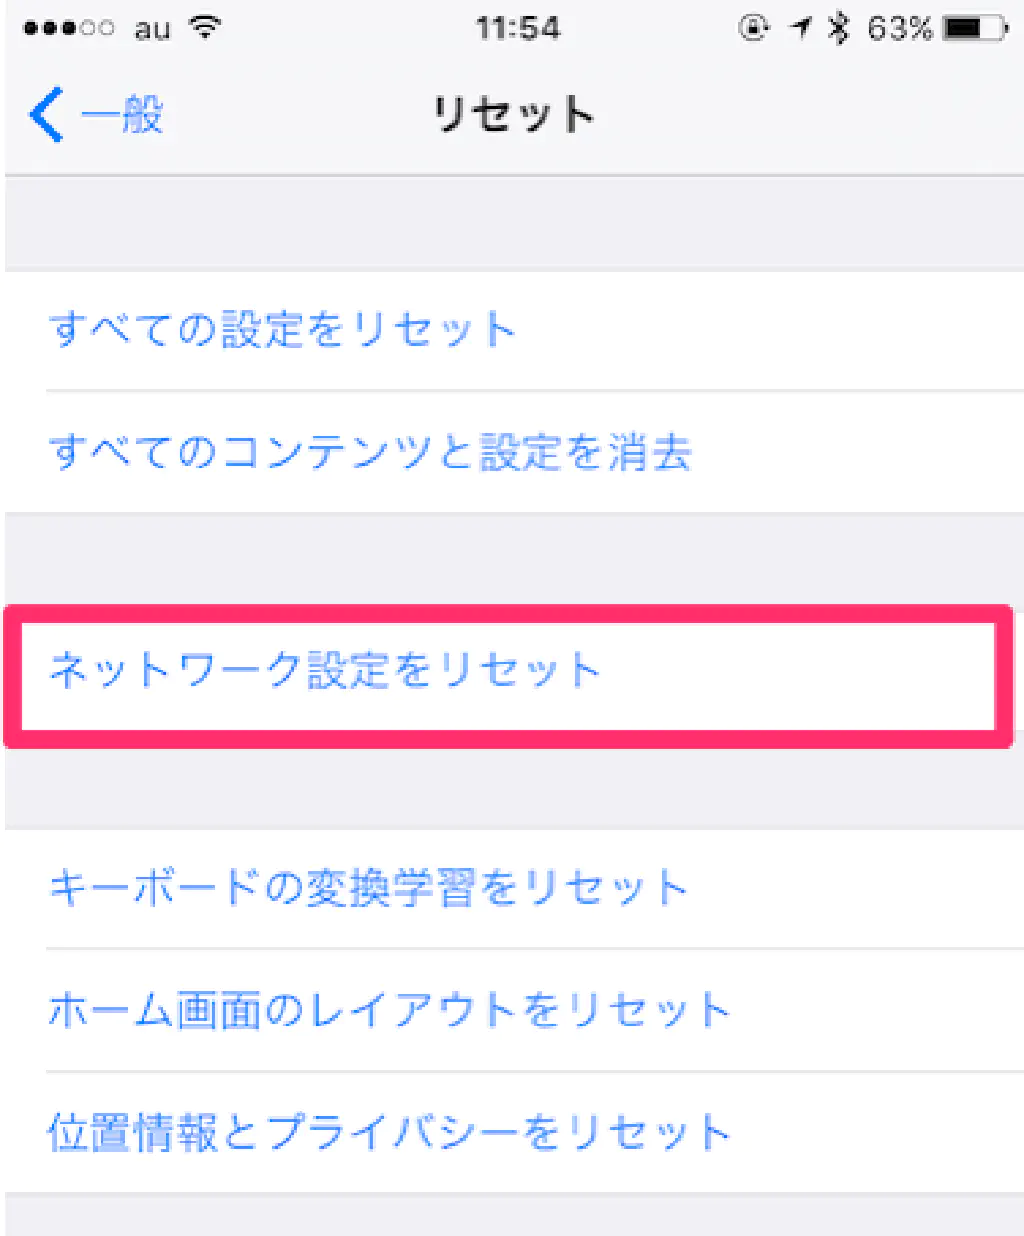 au 11:54 63%
一般 リセット
すべての設定をリセット
すべてのコンテンツと設定を消去
ネットワーク設定をリセット
キーボードの変換学習をリセット
ホーム画面のレイアウトをリセット
位置情報とプライバシーをリセット